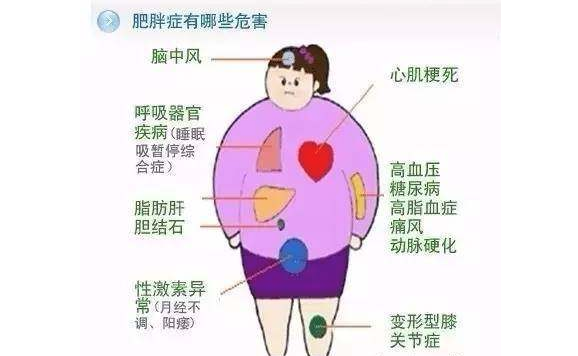 肥胖症有哪些危害
脑中风
心肌梗死
呼吸器官
疾病(睡眠
吸暂停综
合症)
高血压
糖尿病
高脂血症
痛风
动脉硬化
脂肪肝
胆结石
性激素异
常(月经不
调、阳痿)
变形型膝
关节症